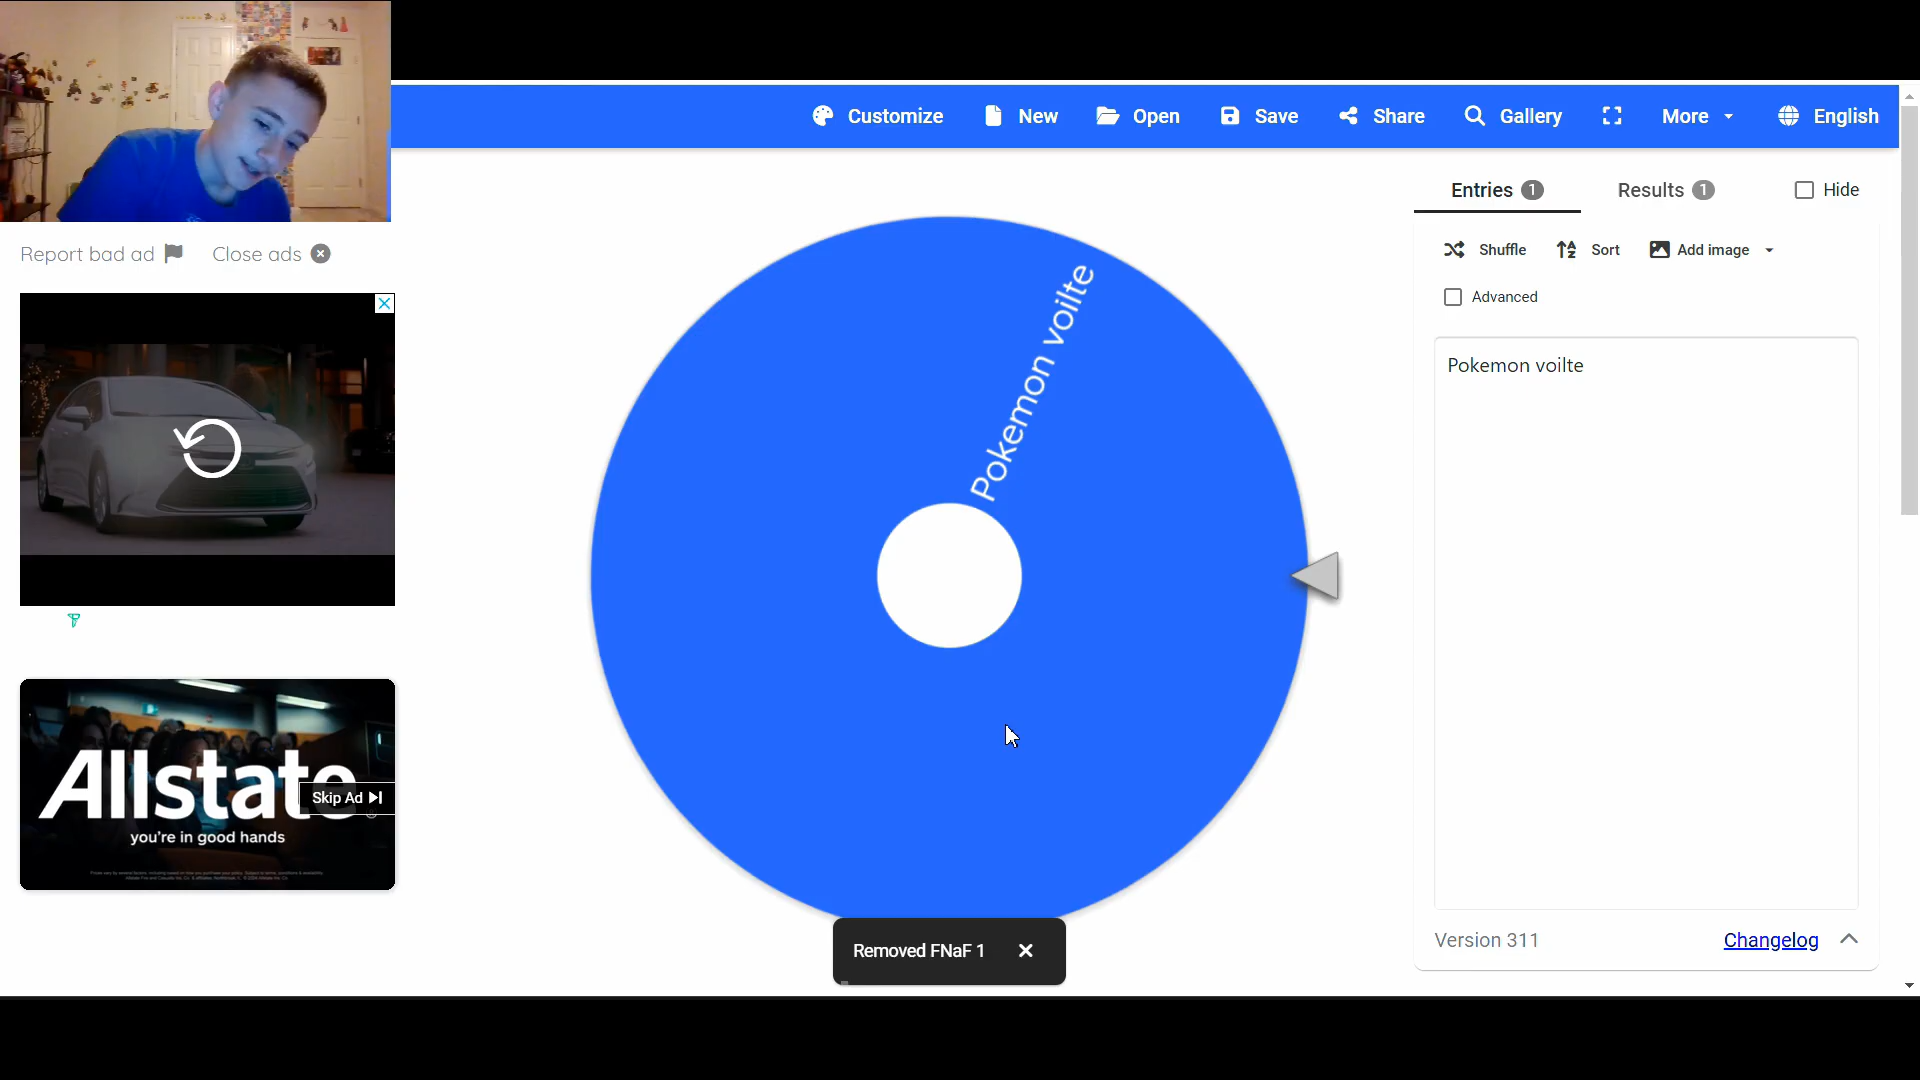 Customize
New
Open
Save
Share
Gallery
More
English
Entries 1
Results 1
Hide
Report bad ad
Close ads
Shuffle
Sort
Add image
Advanced
Pokemon voilte
Pokemon voilte
Allstate
Skip Ad
you're in good hands
Removed FNaF 1
Version 311
Changelog